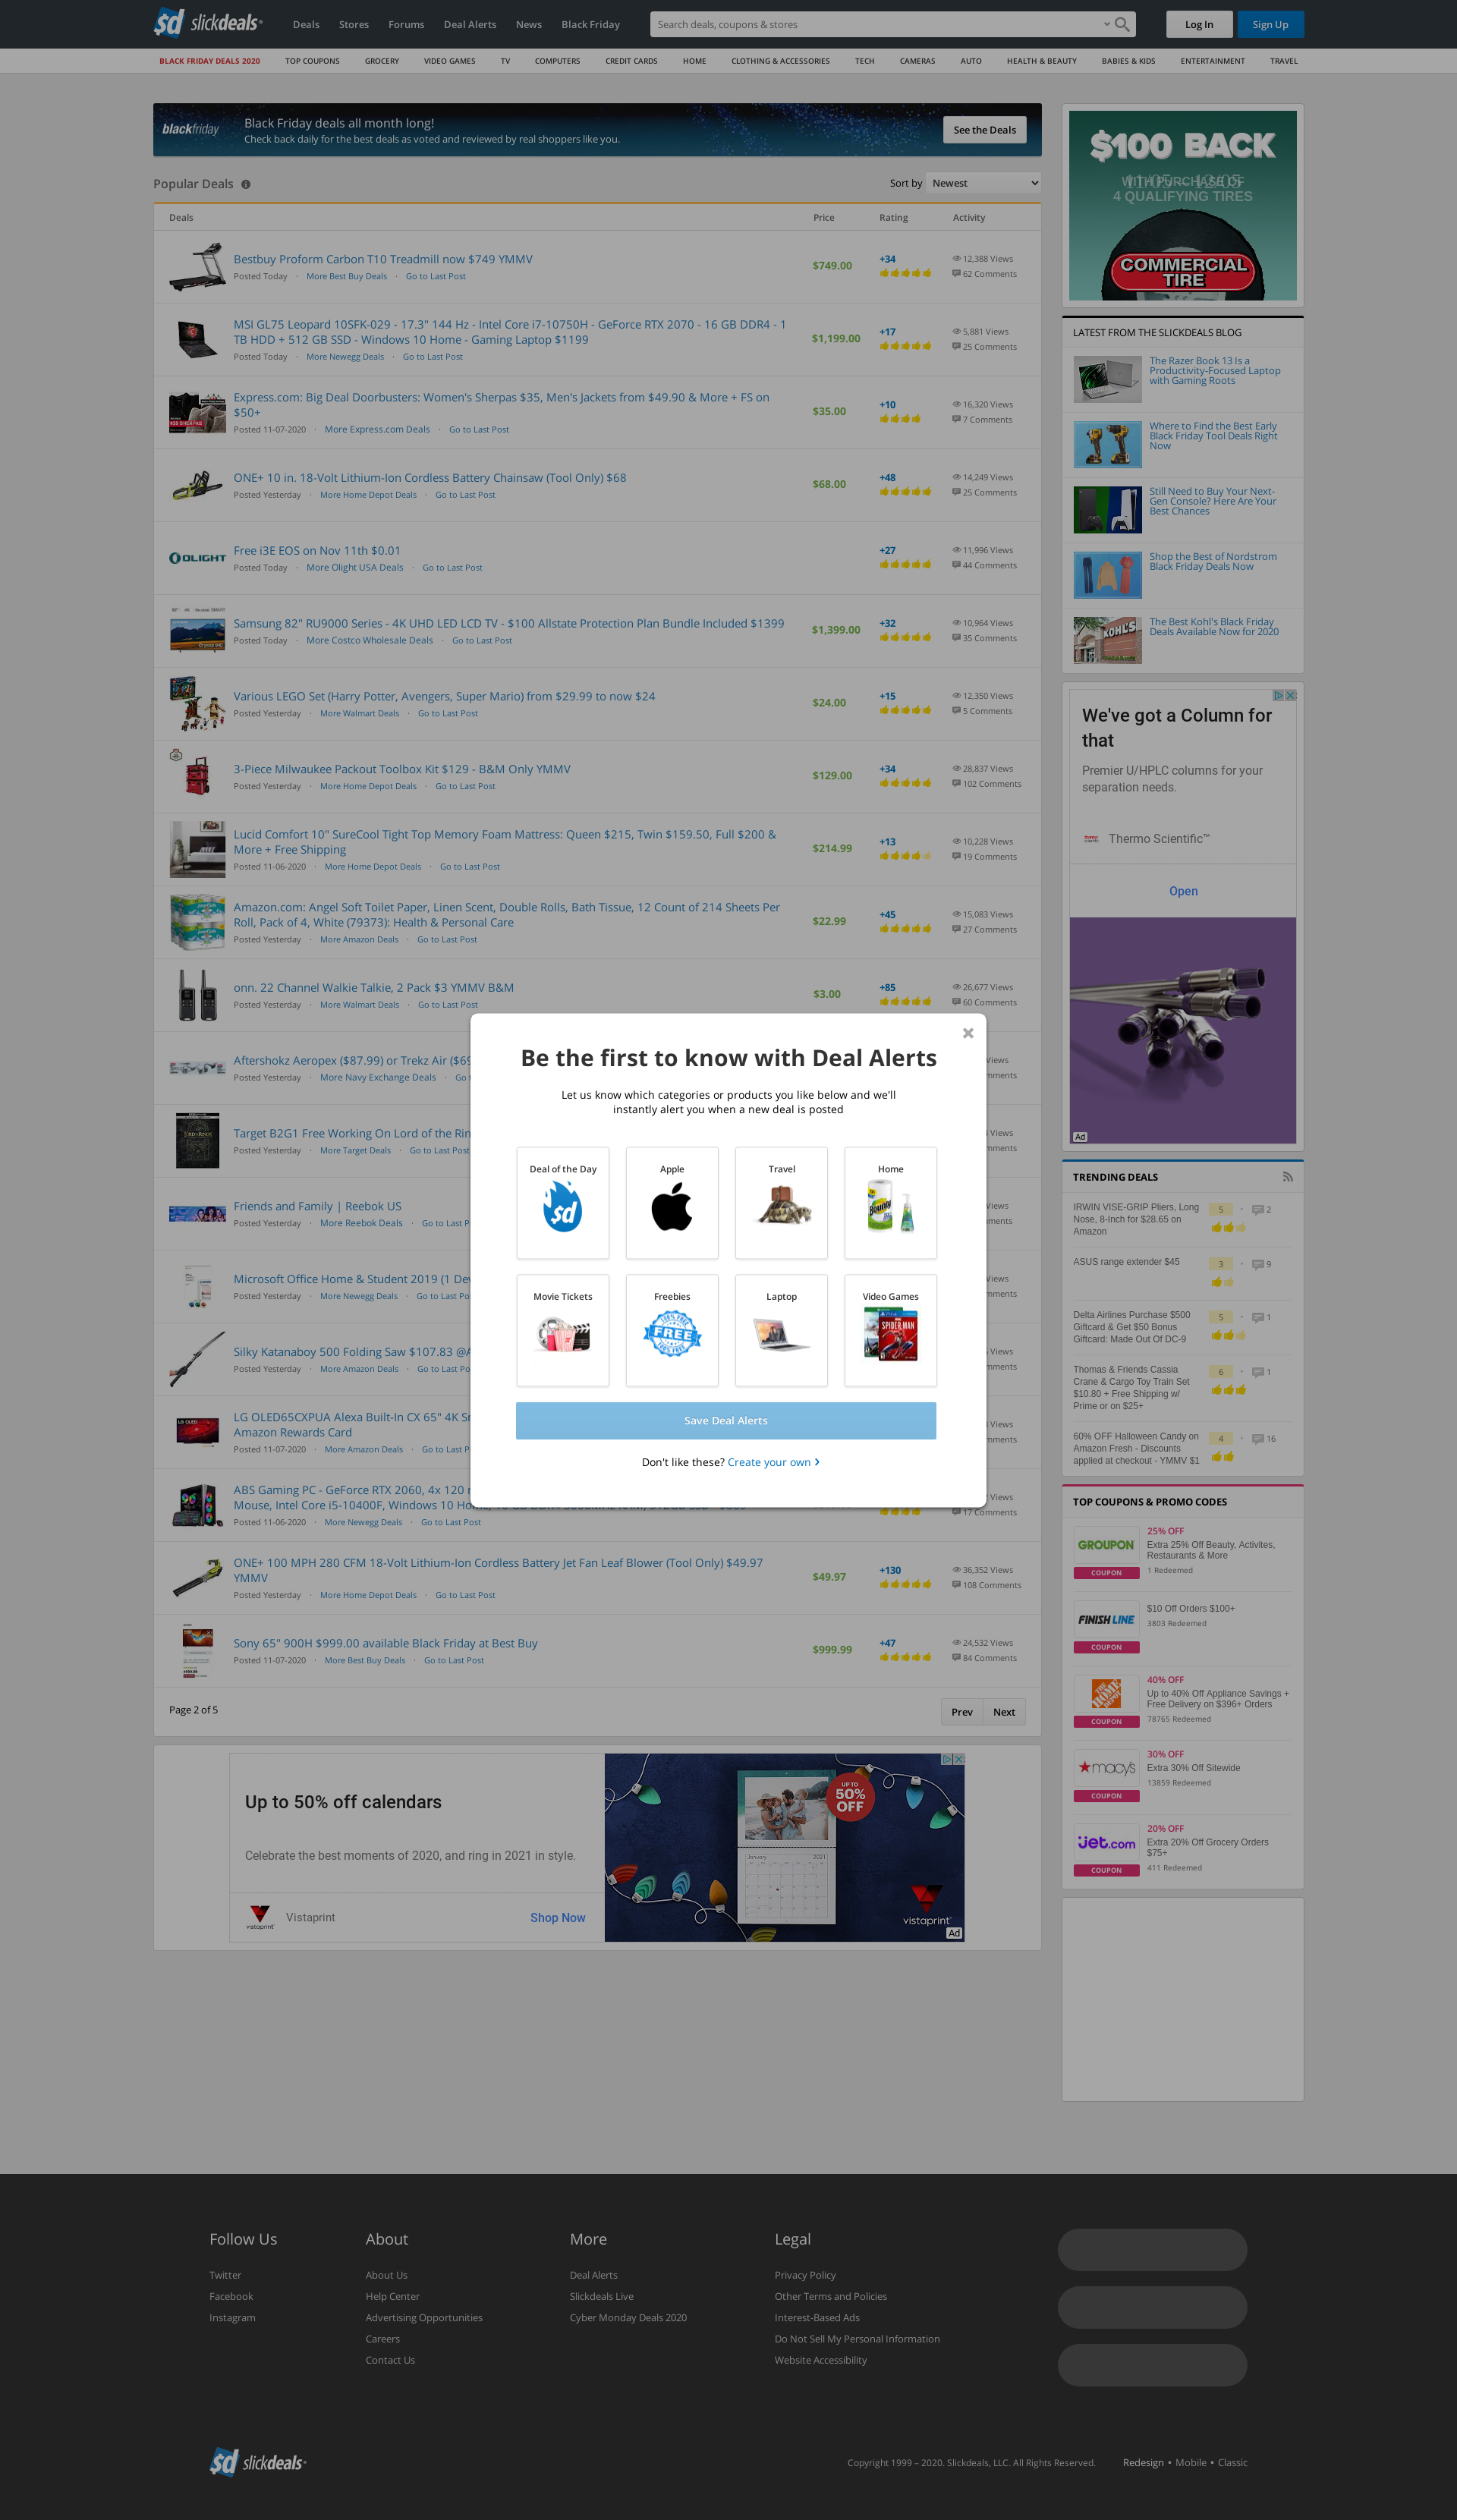 slickdeals
Deals
Stores
Forums
Deal Alerts
News
Black Friday
Search deals, coupons & stores
Log In
Sign Up
BLACK FRIDAY DEALS 2020
TOP COUPONS
GROCERY
VIDEO GAMES
TV
COMPUTERS
CREDIT CARDS
HOME
CLOTHING & ACCESSORIES
TECH
CAMERAS
AUTO
HEALTH & BEAUTY
BABIES & KIDS
ENTERTAINMENT
TRAVEL
blackfriday
Black Friday deals all month long!
Check back daily for the best deals as voted and reviewed by real shoppers like you.
See the Deals
Popular Deals
Sort by Newest
Deals Price Rating Activity
Bestbuy Proform Carbon T10 Treadmill now $749 YMMV
Posted Today · More Best Buy Deals · Go to Last Post
$749.00 +34 12,388 Views
62 Comments
MSI GL75 Leopard 10SFK-029 - 17.3" 144 Hz - Intel Core i7-10750H - GeForce RTX 2070 - 16 GB DDR4 - 1
TB HDD + 512 GB SSD - Windows 10 Home - Gaming Laptop $1199
Posted Today · More Newegg Deals · Go to Last Post
$1,199.00 +17 5,881 Views
25 Comments
Express.com: Big Deal Doorbusters: Women's Sherpas $35, Men's Jackets from $49.90 & More + FS on
$50+
Posted 11-07-2020 · More Express.com Deals · Go to Last Post
$35.00 +10 16,320 Views
7 Comments
ONE+ 10 in. 18-Volt Lithium-Ion Cordless Battery Chainsaw (Tool Only) $68
Posted Yesterday · More Home Depot Deals · Go to Last Post
$68.00 +48 14,249 Views
25 Comments
OLIGHT
Free i3E EOS on Nov 11th $0.01
Posted Today · More Olight USA Deals · Go to Last Post
+27 11,996 Views
44 Comments
Samsung 82" RU9000 Series - 4K UHD LED LCD TV - $100 Allstate Protection Plan Bundle Included $1399
Posted Today · More Costco Wholesale Deals · Go to Last Post
$1,399.00 +32 10,964 Views
35 Comments
Various LEGO Set (Harry Potter, Avengers, Super Mario) from $29.99 to now $24
Posted Yesterday · More Walmart Deals · Go to Last Post
$24.00 +15 12,350 Views
5 Comments
3-Piece Milwaukee Packout Toolbox Kit $129 - B&M Only YMMV
Posted Yesterday · More Home Depot Deals · Go to Last Post
$129.00 +34 28,837 Views
102 Comments
Lucid Comfort 10" SureCool Tight Top Memory Foam Mattress: Queen $215, Twin $159.50, Full $200 &
More + Free Shipping
Posted 11-06-2020 · More Home Depot Deals · Go to Last Post
$214.99 +13 10,228 Views
19 Comments
Amazon.com: Angel Soft Toilet Paper, Linen Scent, Double Rolls, Bath Tissue, 12 Count of 214 Sheets Per
Roll, Pack of 4, White (79373): Health & Personal Care
Posted Yesterday · More Amazon Deals · Go to Last Post
$22.99 +45 15,083 Views
27 Comments
onn. 22 Channel Walkie Talkie, 2 Pack $3 YMMV B&M
Posted Yesterday · More Walmart Deals · Go to Last Post
$3.00 +85 26,677 Views
60 Comments
Aftershokz Aeropex ($87.99) or Trekz Air ($69
Posted Yesterday · More Navy Exchange Deals · Go
Views
Target B2G1 Free Working On Lord of the Rin
Posted Yesterday · More Target Deals · Go to Last Post
Views
Friends and Family | Reebok US
Posted Yesterday · More Reebok Deals · Go to Last P
Views
Microsoft Office Home & Student 2019 (1 Dev
Posted Yesterday · More Newegg Deals · Go to Last Po
Views
Silky Katanaboy 500 Folding Saw $107.83 @A
Posted Yesterday · More Amazon Deals · Go to Last Po
Views
LG OLED65CXPUA Alexa Built-In CX 65" 4K Sm
Amazon Rewards Card
Posted 11-07-2020 · More Amazon Deals · Go to Last P
Views
ABS Gaming PC - GeForce RTX 2060, 4x 120
Mouse, Intel Core i5-10400F, Windows 10 Home,
Posted 11-06-2020 · More Newegg Deals · Go to Last Post
Views
17 Comments
ONE+ 100 MPH 280 CFM 18-Volt Lithium-Ion Cordless Battery Jet Fan Leaf Blower (Tool Only) $49.97
YMMV
Posted Yesterday · More Home Depot Deals · Go to Last Post
$49.97 +130 36,352 Views
108 Comments
Sony 65" 900H $999.00 available Black Friday at Best Buy
Posted 11-07-2020 · More Best Buy Deals · Go to Last Post
$999.99 +47 24,532 Views
84 Comments
Page 2 of 5
Prev Next
Be the first to know with Deal Alerts
Let us know which categories or products you like below and we'll
instantly alert you when a new deal is posted
Deal of the Day
Apple
Travel
Home
Bounty
Movie Tickets
Freebies
FREE
Laptop
Video Games
SPIDER-MAN
Save Deal Alerts
Don't like these? Create your own
Up to 50% off calendars
Celebrate the best moments of 2020, and ring in 2021 in style.
Vistaprint
Shop Now
UP TO
50%
OFF
January 2021
vistaprint
Ad
$100 BACK
WITH PURCHASE OF
11/05 – 12/05
4 QUALIFYING TIRES
COMMERCIAL
TIRE
LATEST FROM THE SLICKDEALS BLOG
The Razer Book 13 Is a
Productivity-Focused Laptop
with Gaming Roots
Where to Find the Best Early
Black Friday Tool Deals Right
Now
Still Need to Buy Your Next-
Gen Console? Here Are Your
Best Chances
Shop the Best of Nordstrom
Black Friday Deals Now
KOHL'S
The Best Kohl's Black Friday
Deals Available Now for 2020
We've got a Column for
that
Premier U/HPLC columns for your
separation needs.
Thermo Scientific™
Open
Ad
TRENDING DEALS
IRWIN VISE-GRIP Pliers, Long
Nose, 8-Inch for $28.65 on
Amazon
5 · 2
ASUS range extender $45
3 · 9
Delta Airlines Purchase $500
Giftcard & Get $50 Bonus
Giftcard: Made Out Of DC-9
5 · 1
Thomas & Friends Cassia
Crane & Cargo Toy Train Set
$10.80 + Free Shipping w/
Prime or on $25+
6 · 1
60% OFF Halloween Candy on
Amazon Fresh - Discounts
applied at checkout - YMMV $1
4 · 16
TOP COUPONS & PROMO CODES
GROUPON
COUPON
25% OFF
Extra 25% Off Beauty, Activites,
Restaurants & More
1 Redeemed
FINISH LINE
COUPON
$10 Off Orders $100+
3803 Redeemed
THE HOME DEPOT
COUPON
40% OFF
Up to 40% Off Appliance Savings +
Free Delivery on $396+ Orders
78765 Redeemed
macy's
COUPON
30% OFF
Extra 30% Off Sitewide
13859 Redeemed
jet.com
COUPON
20% OFF
Extra 20% Off Grocery Orders
$75+
411 Redeemed
Follow Us
Twitter
Facebook
Instagram
About
About Us
Help Center
Advertising Opportunities
Careers
Contact Us
More
Deal Alerts
Slickdeals Live
Cyber Monday Deals 2020
Legal
Privacy Policy
Other Terms and Policies
Interest-Based Ads
Do Not Sell My Personal Information
Website Accessibility
slickdeals
Copyright 1999 – 2020. Slickdeals, LLC. All Rights Reserved.
Redesign • Mobile • Classic